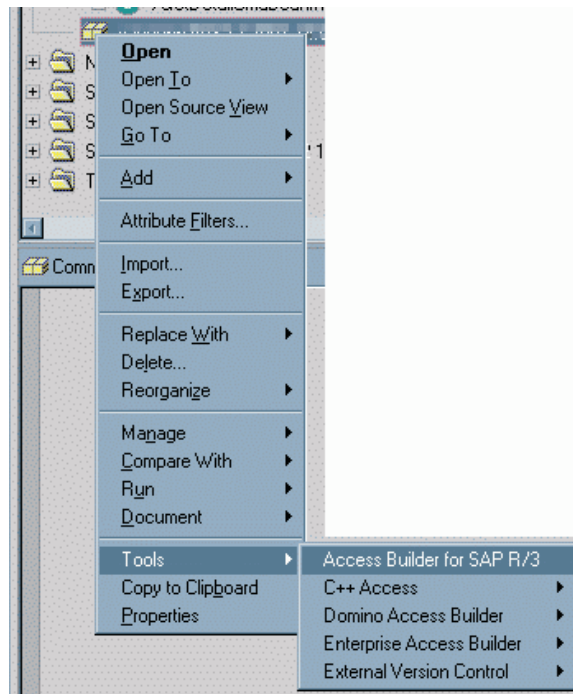 N
Open
Open To
S
Open Source View
S
Go To
S
1
T
Add
Attribute Filters...
Comm
Import...
Export...
Replace With
Delete...
Reorganize
Manage
Compare With
Run
Document
Tools
Access Builder for SAP R/3
Copy to Clipboard
C++ Access
Properties
Domino Access Builder
Enterprise Access Builder
External Version Control